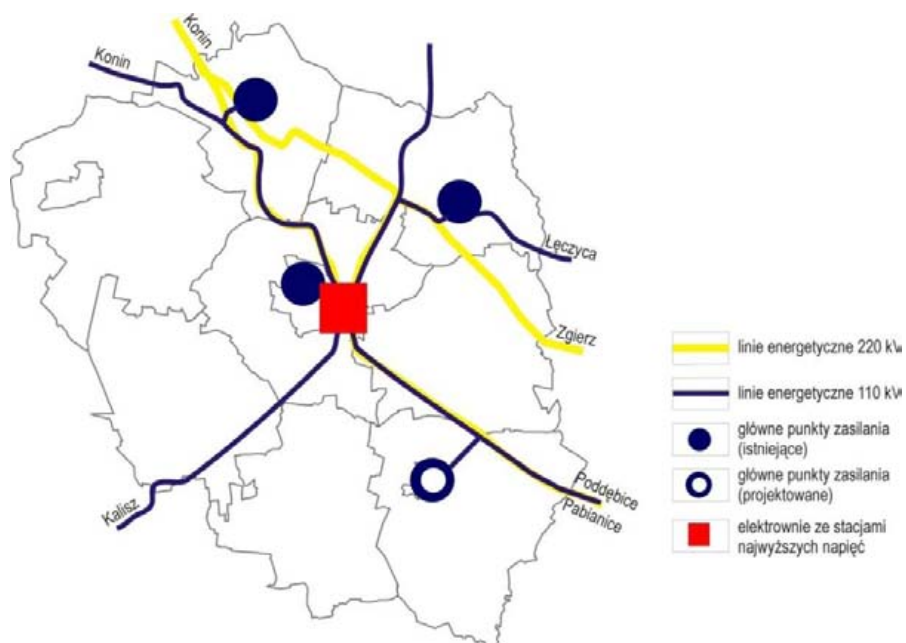 Konin
Konin
Łęczyca
Zgierz
Kalisz
Poddębice
Pabianice
linie energetyczne 220 kV
linie energetyczne 110 kV
główne punkty zasilania
(istniejące)
główne punkty zasilania
(projektowane)
elektrownie ze stacjami
najwyższych napięć